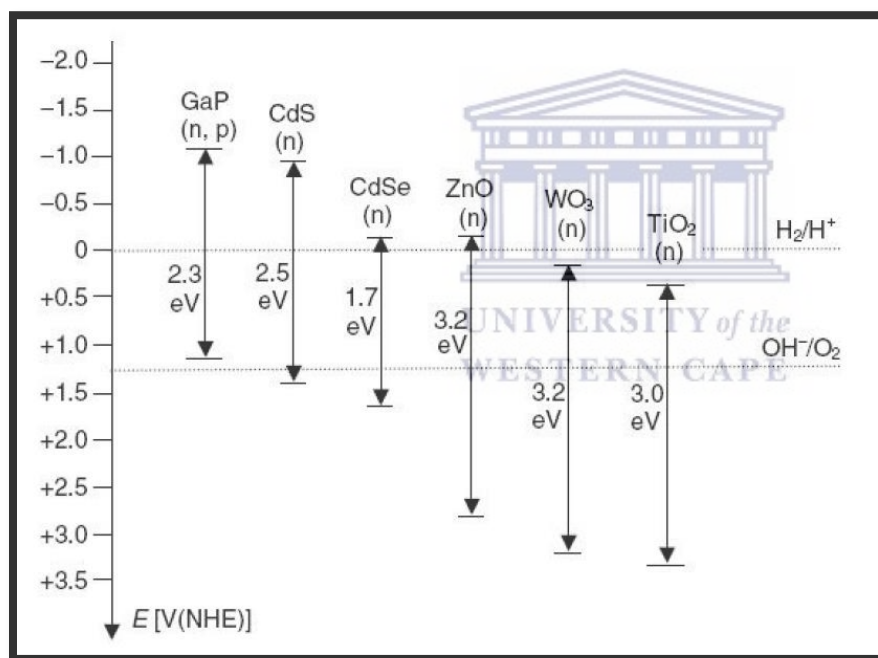 −2.0
−1.5
−1.0
−0.5
0
+0.5
+1.0
+1.5
+2.0
+2.5
+3.0
+3.5
E [V(NHE)]
GaP
(n, p)
2.3
eV
CdS
(n)
2.5
eV
CdSe
(n)
1.7
eV
ZnO
(n)
3.2
eV
WO₃
(n)
3.2
eV
TiO₂
(n)
3.0
eV
H₂/H⁺
OH⁻/O₂
UNIVERSITY of the
WESTERN CAPE